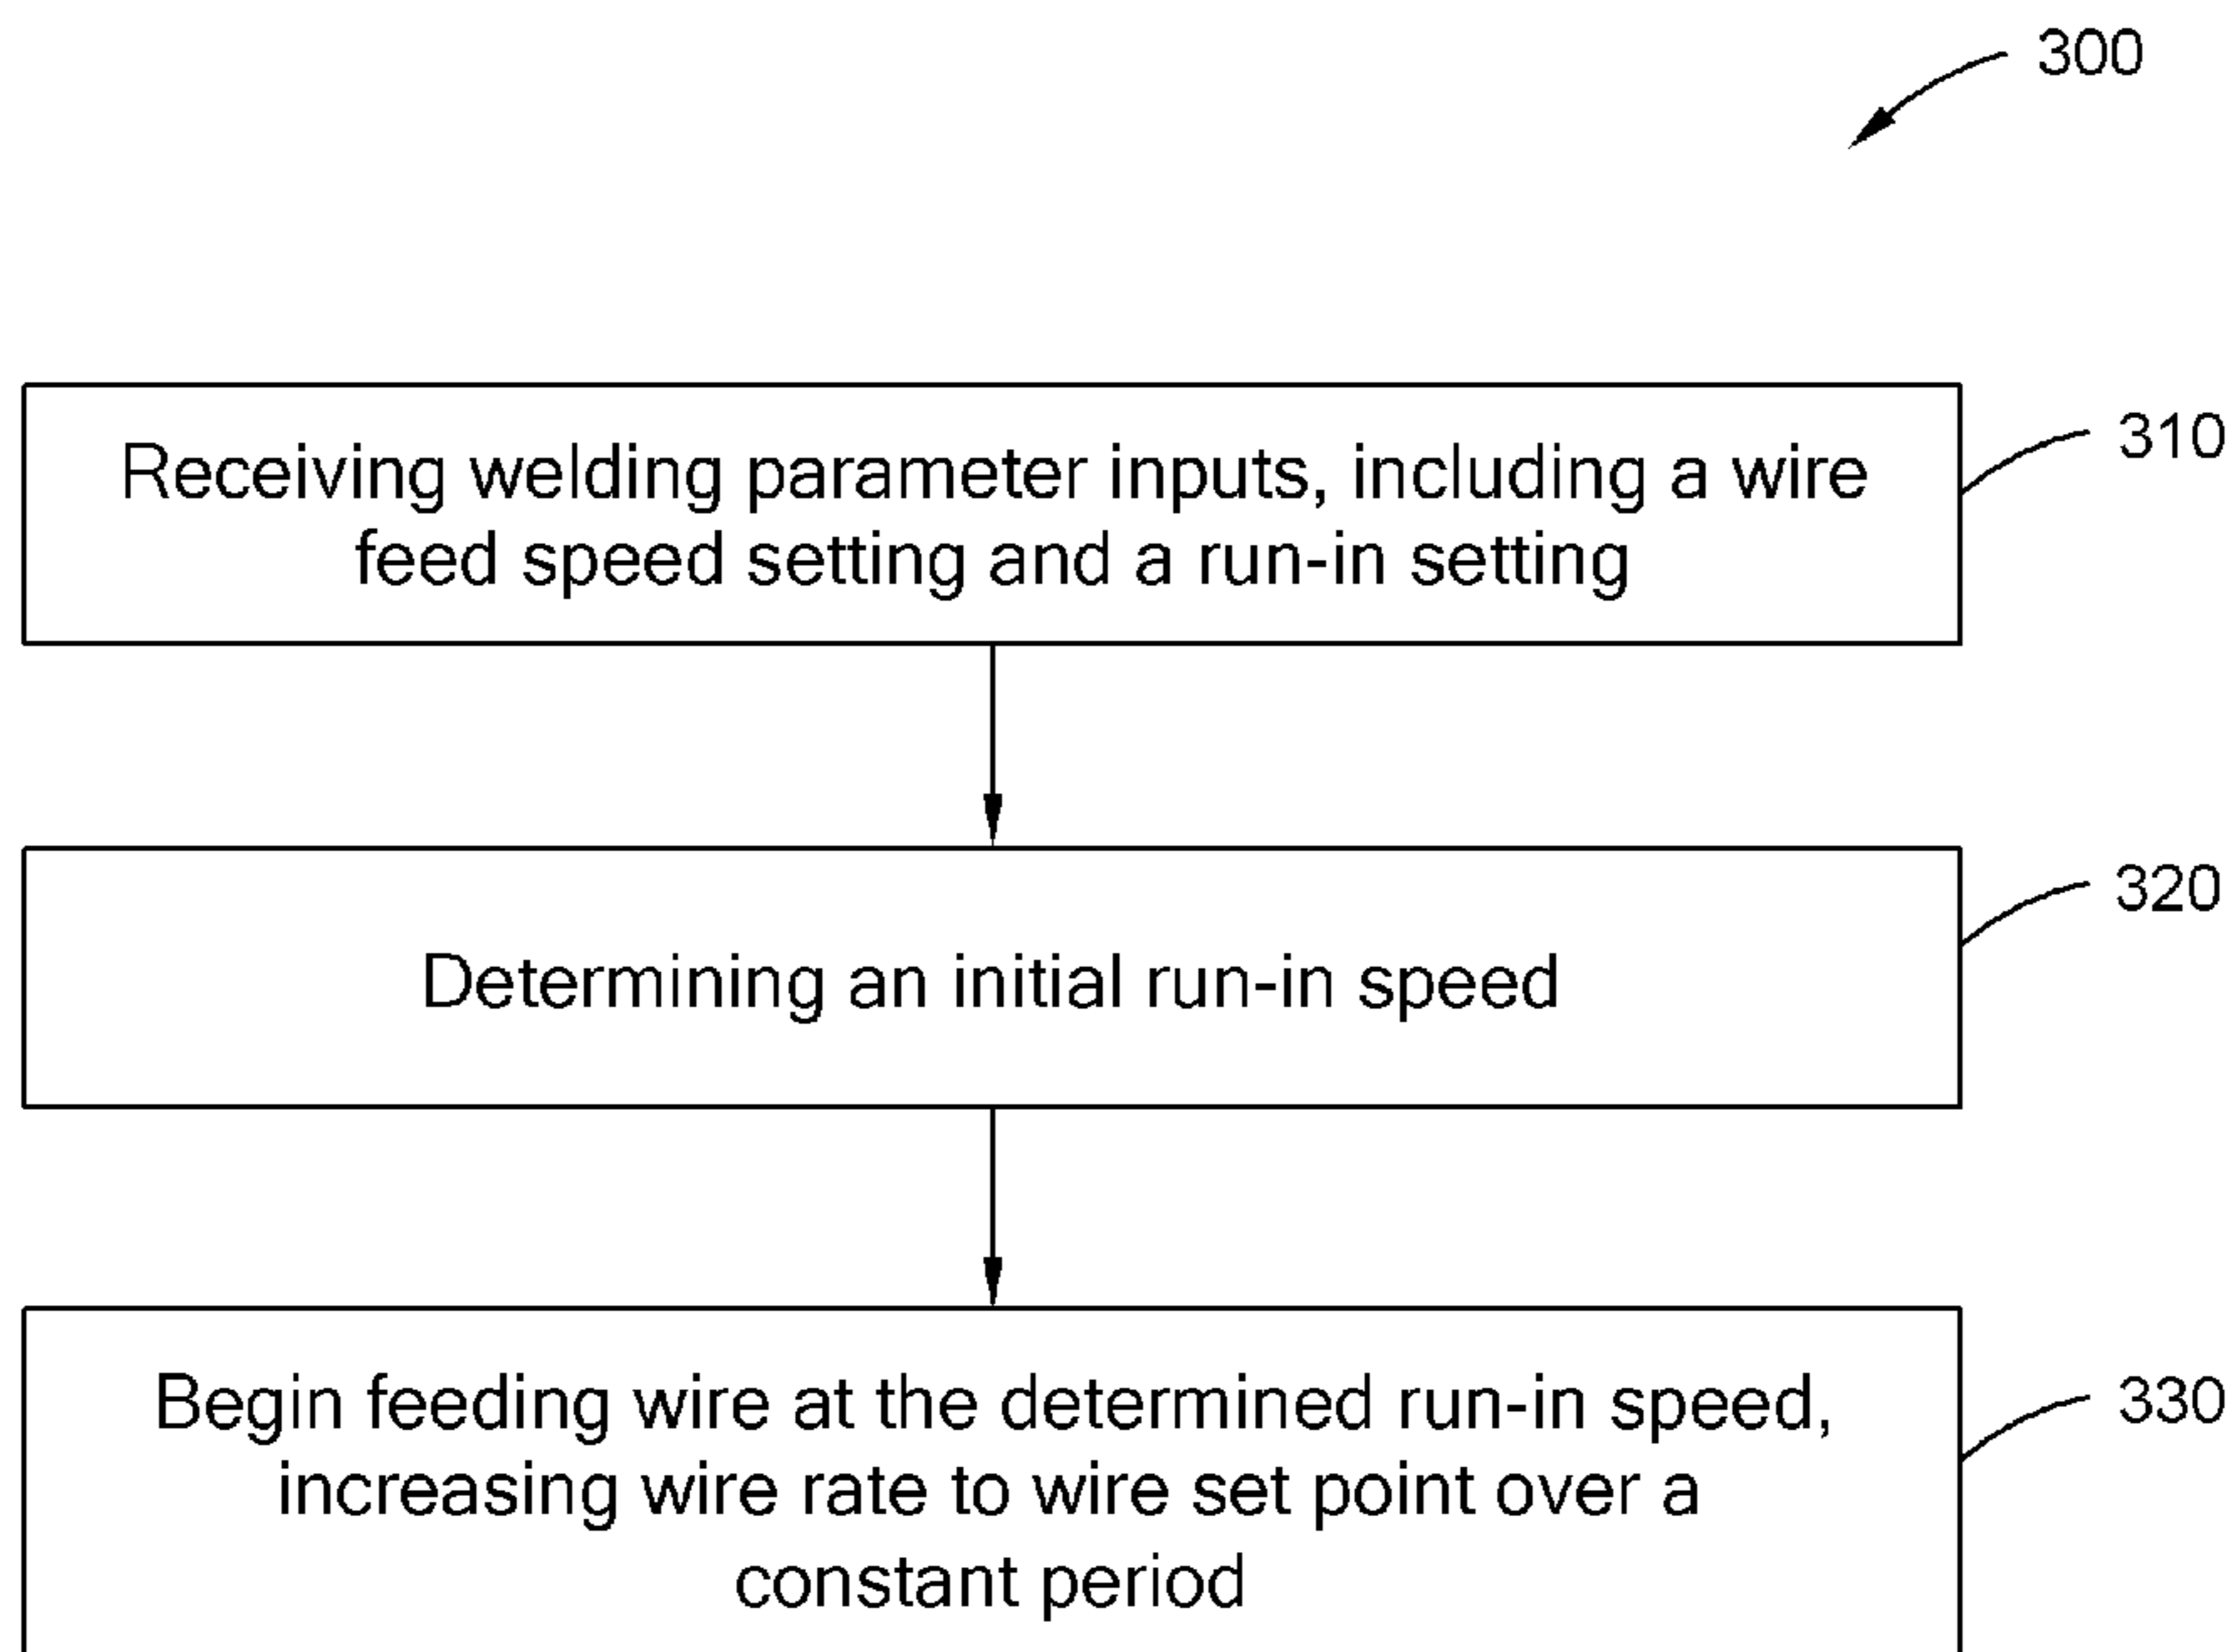 300
Receiving welding parameter inputs, including a wire
feed speed setting and a run-in setting
310
Determining an initial run-in speed
320
Begin feeding wire at the determined run-in speed,
increasing wire rate to wire set point over a
constant period
330